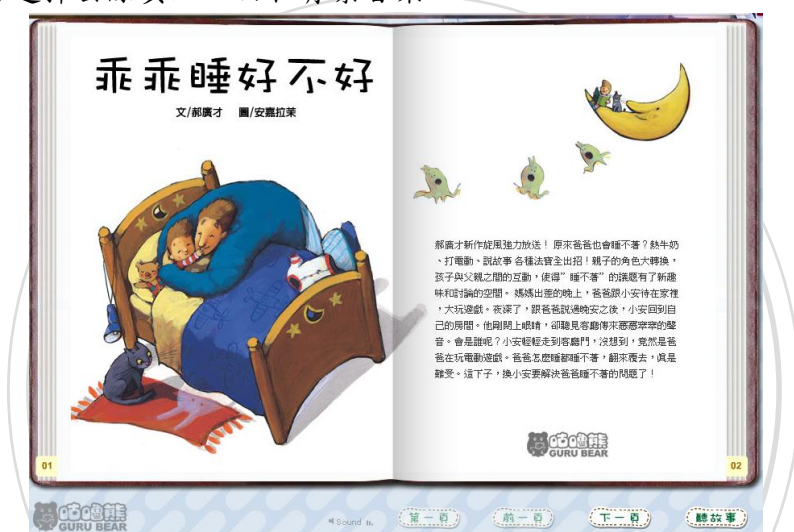 乖乖睡好不好
文/郝廣才 圖/安嘉拉茉
郝廣才新作旋風強力放送! 原來爸爸也會睡不著?熱牛奶
、打電動、說故事 各種法寶全出招!親子的角色大轉換,
孩子與父親之間的互動,使得”睡不著”的議題有了新趣
味和討論的空間。媽媽出差的晚上,爸爸跟小安待在家裡
,大玩遊戲。夜深了,跟爸爸說過晚安之後,小安回到自
己的房間。他剛閉上眼睛,卻聽見客廳傳來窸窸窣窣的聲
音。會是誰呢?小安輕輕走到客廳門,沒想到,竟然是爸
爸在玩電動遊戲。爸爸怎麼睡都睡不著,翻來覆去,真是
難受。這下子,換小安要解決爸爸睡不著的問題了!
咕嚕熊
GURU BEAR
01
02
咕嚕熊
GURU BEAR
Sound
第一頁
前一頁
下一頁
聽故事